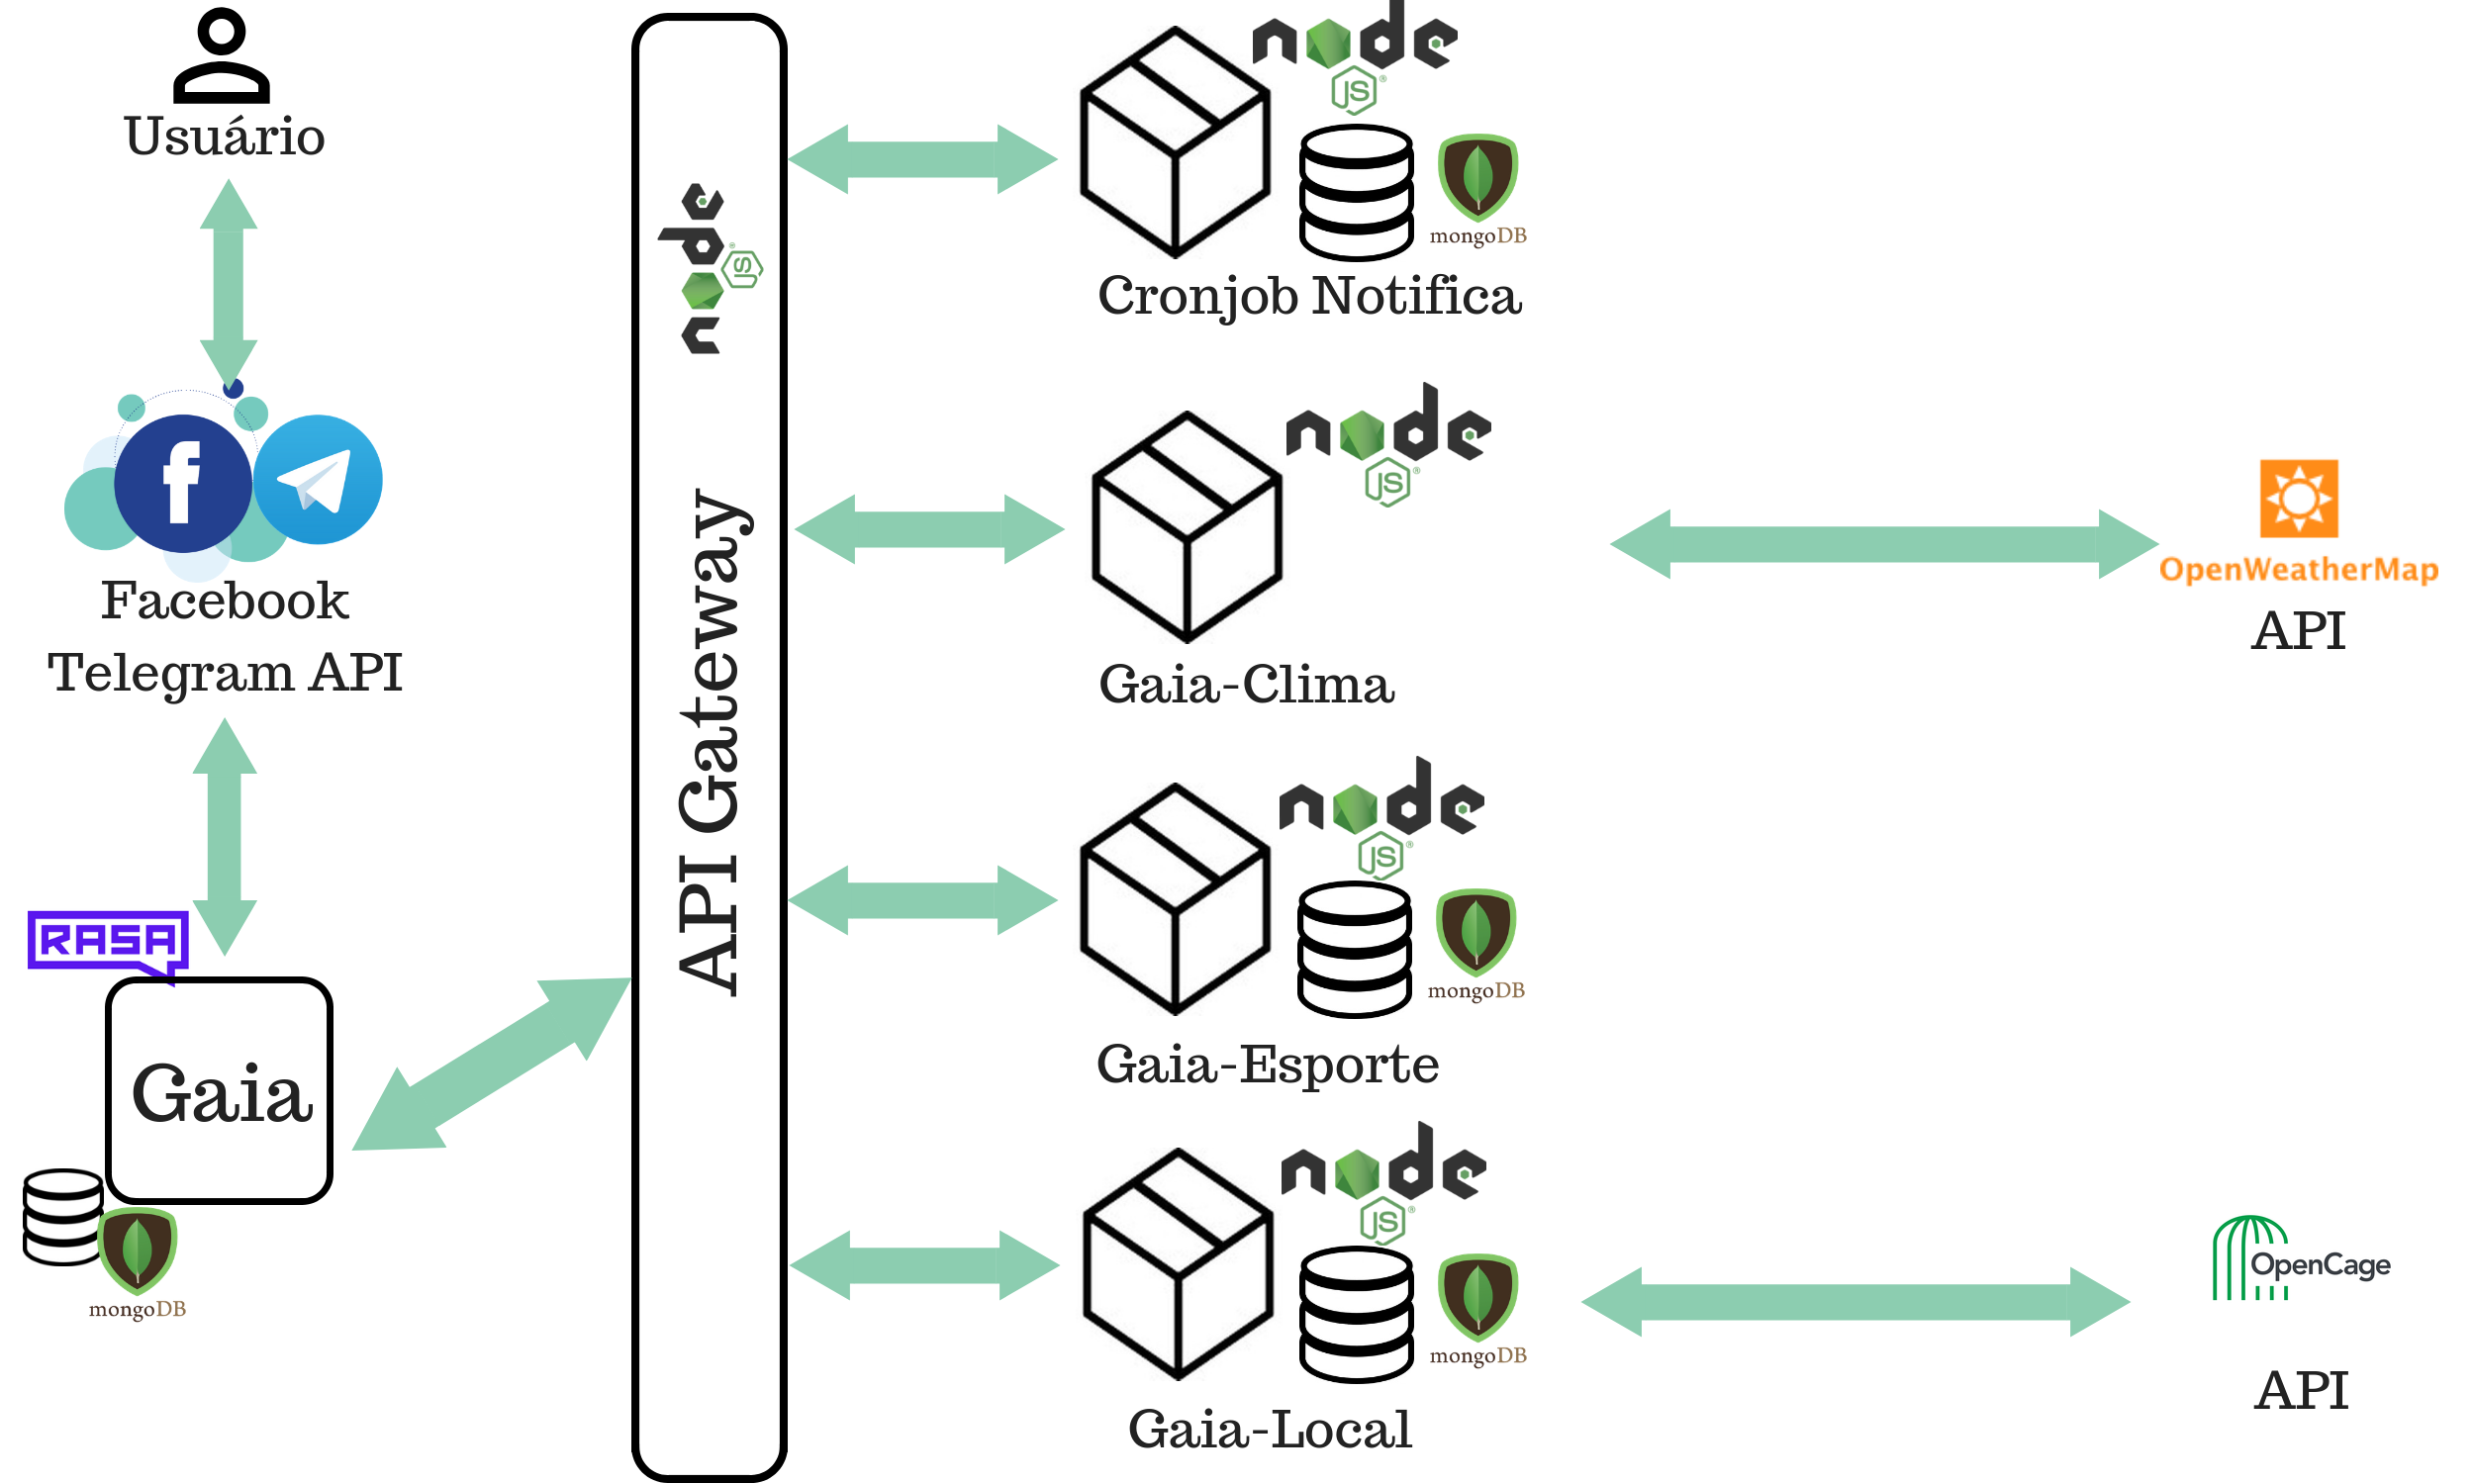 Usuário
Facebook
Telegram API
RASA
Gaia
mongoDB
node
JS
API Gateway
node
JS
mongoDB
Cronjob Notifica
node
JS
Gaia-Clima
OpenWeatherMap
API
node
JS
mongoDB
Gaia-Esporte
node
JS
mongoDB
Gaia-Local
OpenCage
API